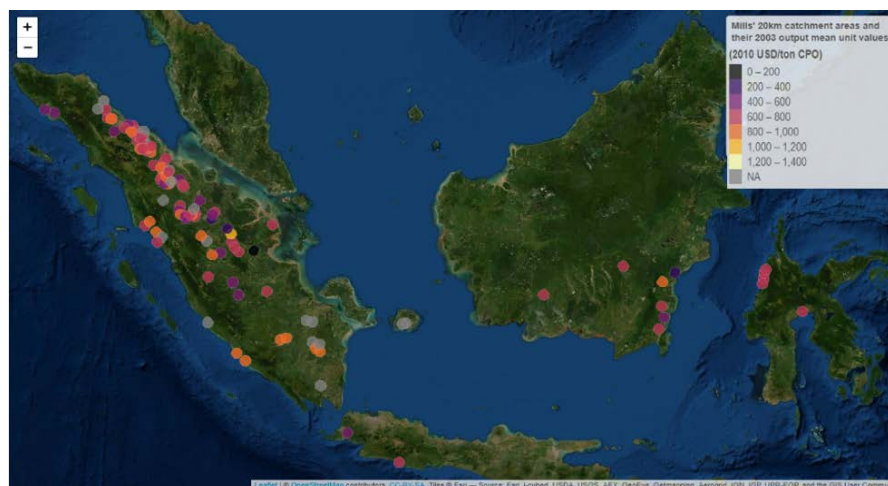 +
−
Mills' 20km catchment areas and
their 2003 output mean unit values
(2010 USD/ton CPO)
0 – 200
200 – 400
400 – 600
600 – 800
800 – 1,000
1,000 – 1,200
1,200 – 1,400
NA
Leaflet | © OpenStreetMap contributors, CC-BY-SA, Tiles © Esri — Source: Esri, i-cubed, USDA, USGS, AEX, GeoEye, Getmapping, Aerogrid, IGN, IGP, UPR-EGP, and the GIS User